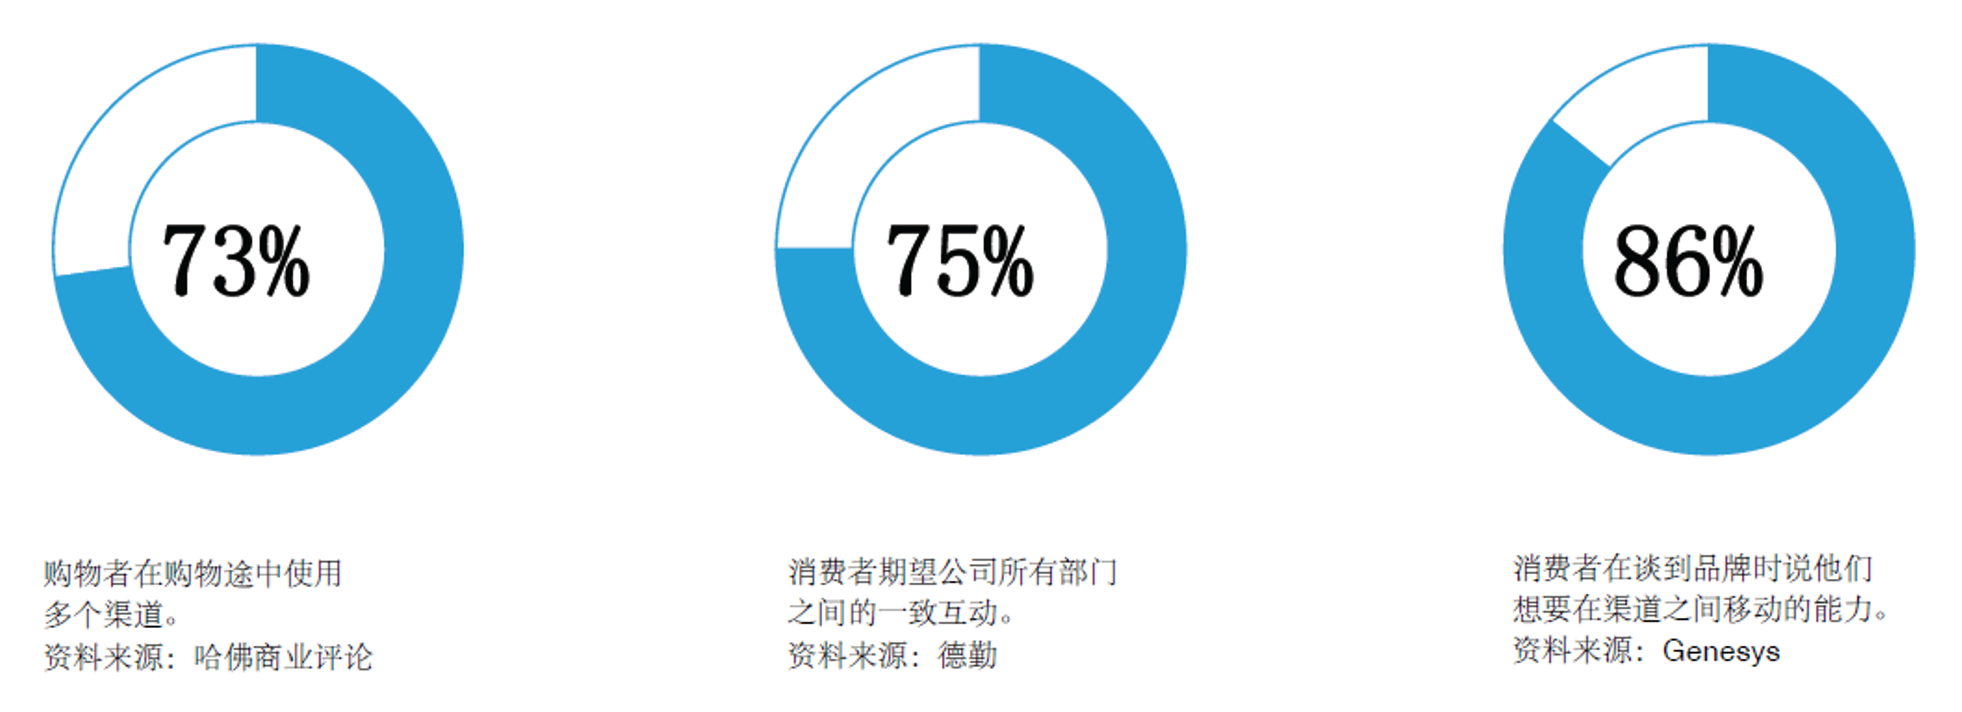 73%
购物者在购物途中使用
多个渠道。
资料来源：哈佛商业评论
75%
消费者期望公司所有部门
之间的一致互动。
资料来源：德勤
86%
消费者在谈到品牌时说他们
想要在渠道之间移动的能力。
资料来源：Genesys